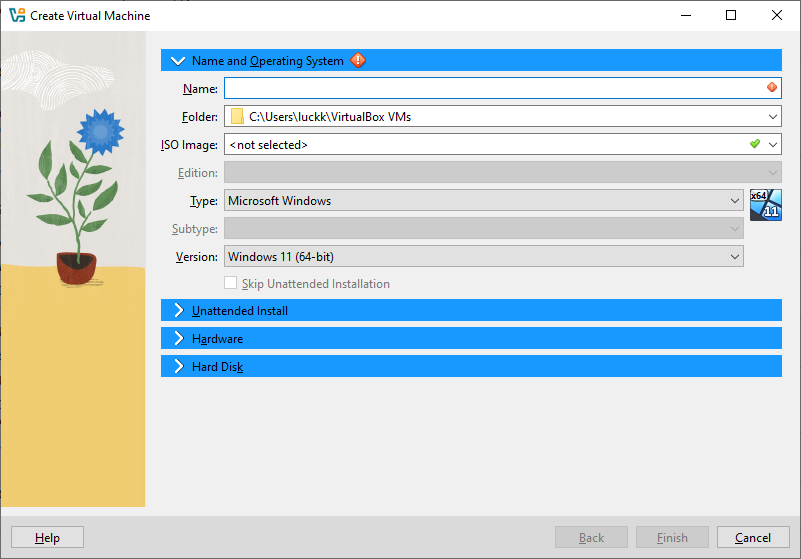 Create Virtual Machine
Name and Operating System
Name:
Folder: C:\Users\luckk\VirtualBox VMs
ISO Image: <not selected>
Edition:
Type: Microsoft Windows
x64
11
Subtype:
Version: Windows 11 (64-bit)
Skip Unattended Installation
Unattended Install
Hardware
Hard Disk
Help Back Finish Cancel